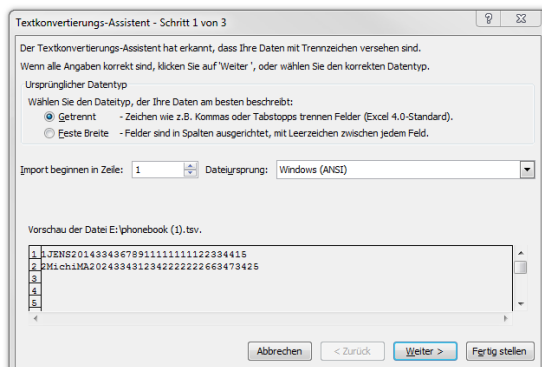 Textkonvertierungs-Assistent - Schritt 1 von 3
Der Textkonvertierungs-Assistent hat erkannt, dass Ihre Daten mit Trennzeichen versehen sind.
Wenn alle Angaben korrekt sind, klicken Sie auf 'Weiter ', oder wählen Sie den korrekten Datentyp.
Ursprünglicher Datentyp
Wählen Sie den Dateityp, der Ihre Daten am besten beschreibt:
Getrennt - Zeichen wie z.B. Kommas oder Tabstopps trennen Felder (Excel 4.0-Standard).
Feste Breite - Felder sind in Spalten ausgerichtet, mit Leerzeichen zwischen jedem Feld.
Import beginnen in Zeile: 1 Dateiursprung: Windows (ANSI)
Vorschau der Datei E:\phonebook (1).tsv.
1 1JENS20143343678911111111122334415
2 2MichiMA2024334312342222222663473425
3
4
5
Abbrechen < Zurück Weiter > Fertig stellen